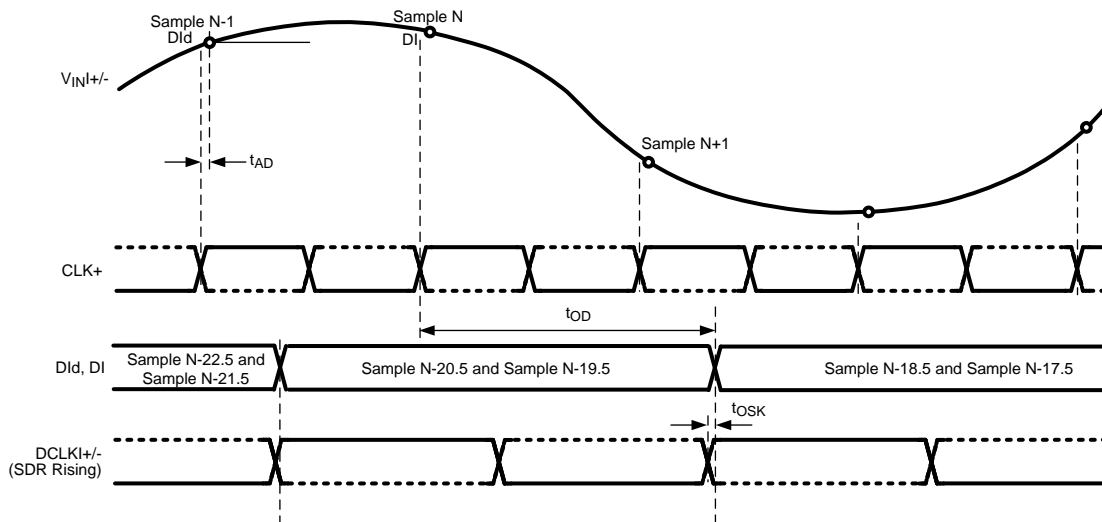 Sample N-1
DId
Sample N
DI
VINI+/-
Sample N+1
tAD
CLK+
tOD
DId, DI
Sample N-22.5 and
Sample N-21.5
Sample N-20.5 and Sample N-19.5
Sample N-18.5 and Sample N-17.5
tOSK
DCLKI+/-
(SDR Rising)